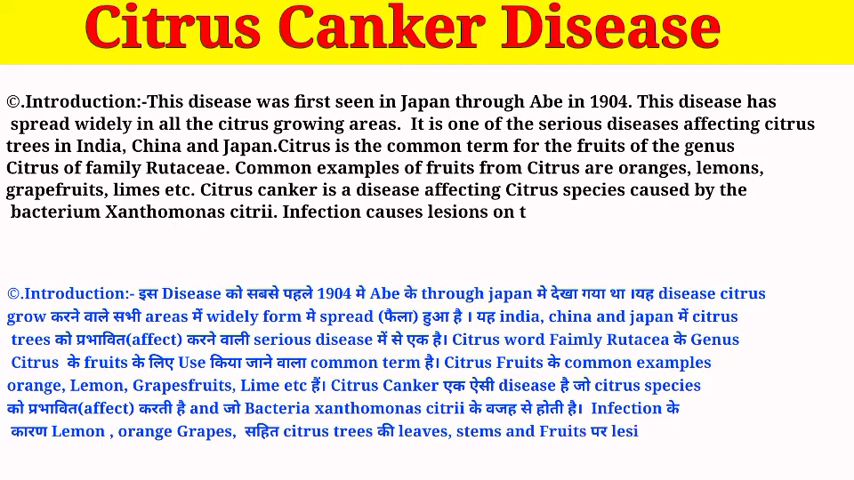 Citrus Canker Disease
©.Introduction:-This disease was first seen in Japan through Abe in 1904. This disease has
spread widely in all the citrus growing areas. It is one of the serious diseases affecting citrus
trees in India, China and Japan.Citrus is the common term for the fruits of the genus
Citrus of family Rutaceae. Common examples of fruits from Citrus are oranges, lemons,
grapefruits, limes etc. Citrus canker is a disease affecting Citrus species caused by the
bacterium Xanthomonas citrii. Infection causes lesions on t
©.Introduction:- इस Disease को सबसे पहले 1904 मे Abe के through japan मे देखा गया था ।यह disease citrus
grow करने वाले सभी areas में widely form मे spread (फैला) हुआ है । यह india, china and japan में citrus
trees को प्रभावित(affect) करने वाली serious disease में से एक है। Citrus word Faimly Rutacea के Genus
Citrus के fruits के लिए Use किया जाने वाला common term है। Citrus Fruits के common examples
orange, Lemon, Grapesfruits, Lime etc हैं। Citrus Canker एक ऐसी disease है जो citrus species
को प्रभावित(affect) करती है and जो Bacteria xanthomonas citrii के वजह से होती है। Infection के
कारण Lemon , orange Grapes, सहित citrus trees की leaves, stems and Fruits पर lesi